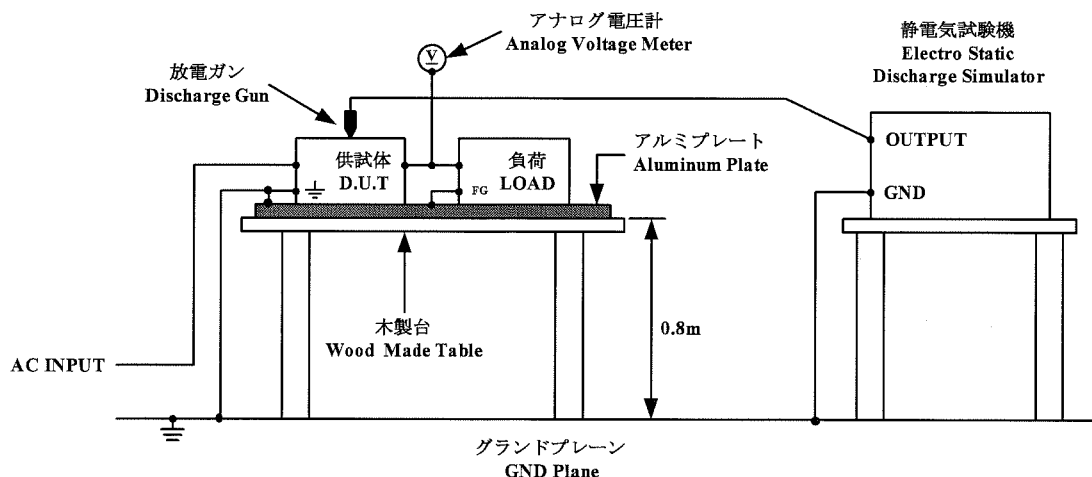 アナログ電圧計
Analog Voltage Meter
静電気試験機
Electro Static
Discharge Simulator
放電ガン
Discharge Gun
V
OUTPUT
アルミプレート
Aluminum Plate
供試体
D.U.T
負荷
LOAD
FG
GND
木製台
Wood Made Table
0.8m
AC INPUT
グランドプレーン
GND Plane